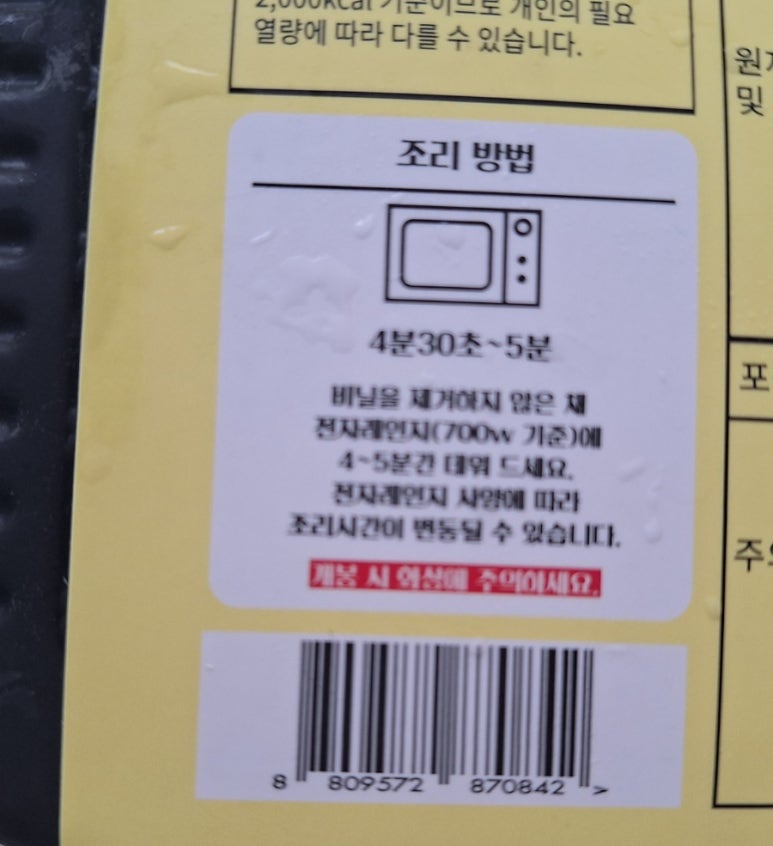 2,000kcal 기준이므로 개인의 필요
열량에 따라 다를 수 있습니다.
조리 방법
4분30초~5분
비닐을 제거하지 않은 채
전자레인지(700w 기준)에
4~5분간 데워 드세요.
전자레인지 사양에 따라
조리시간이 변동될 수 있습니다.
개봉 시 화상에 주의하세요.
8 809572 870842 >
및